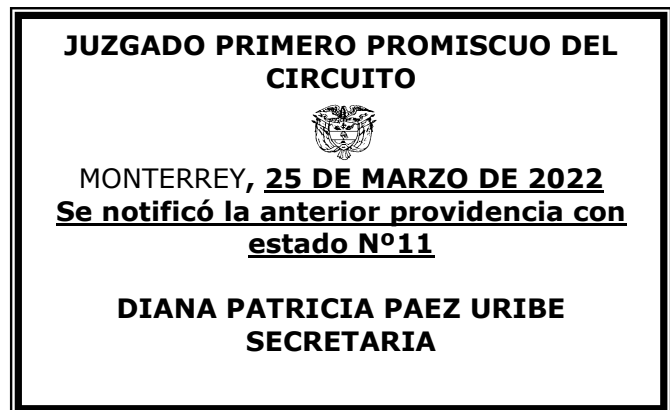 JUZGADO PRIMERO PROMISCUO DEL
CIRCUITO
MONTERREY, 25 DE MARZO DE 2022
Se notificó la anterior providencia con
estado Nº11
DIANA PATRICIA PAEZ URIBE
SECRETARIA